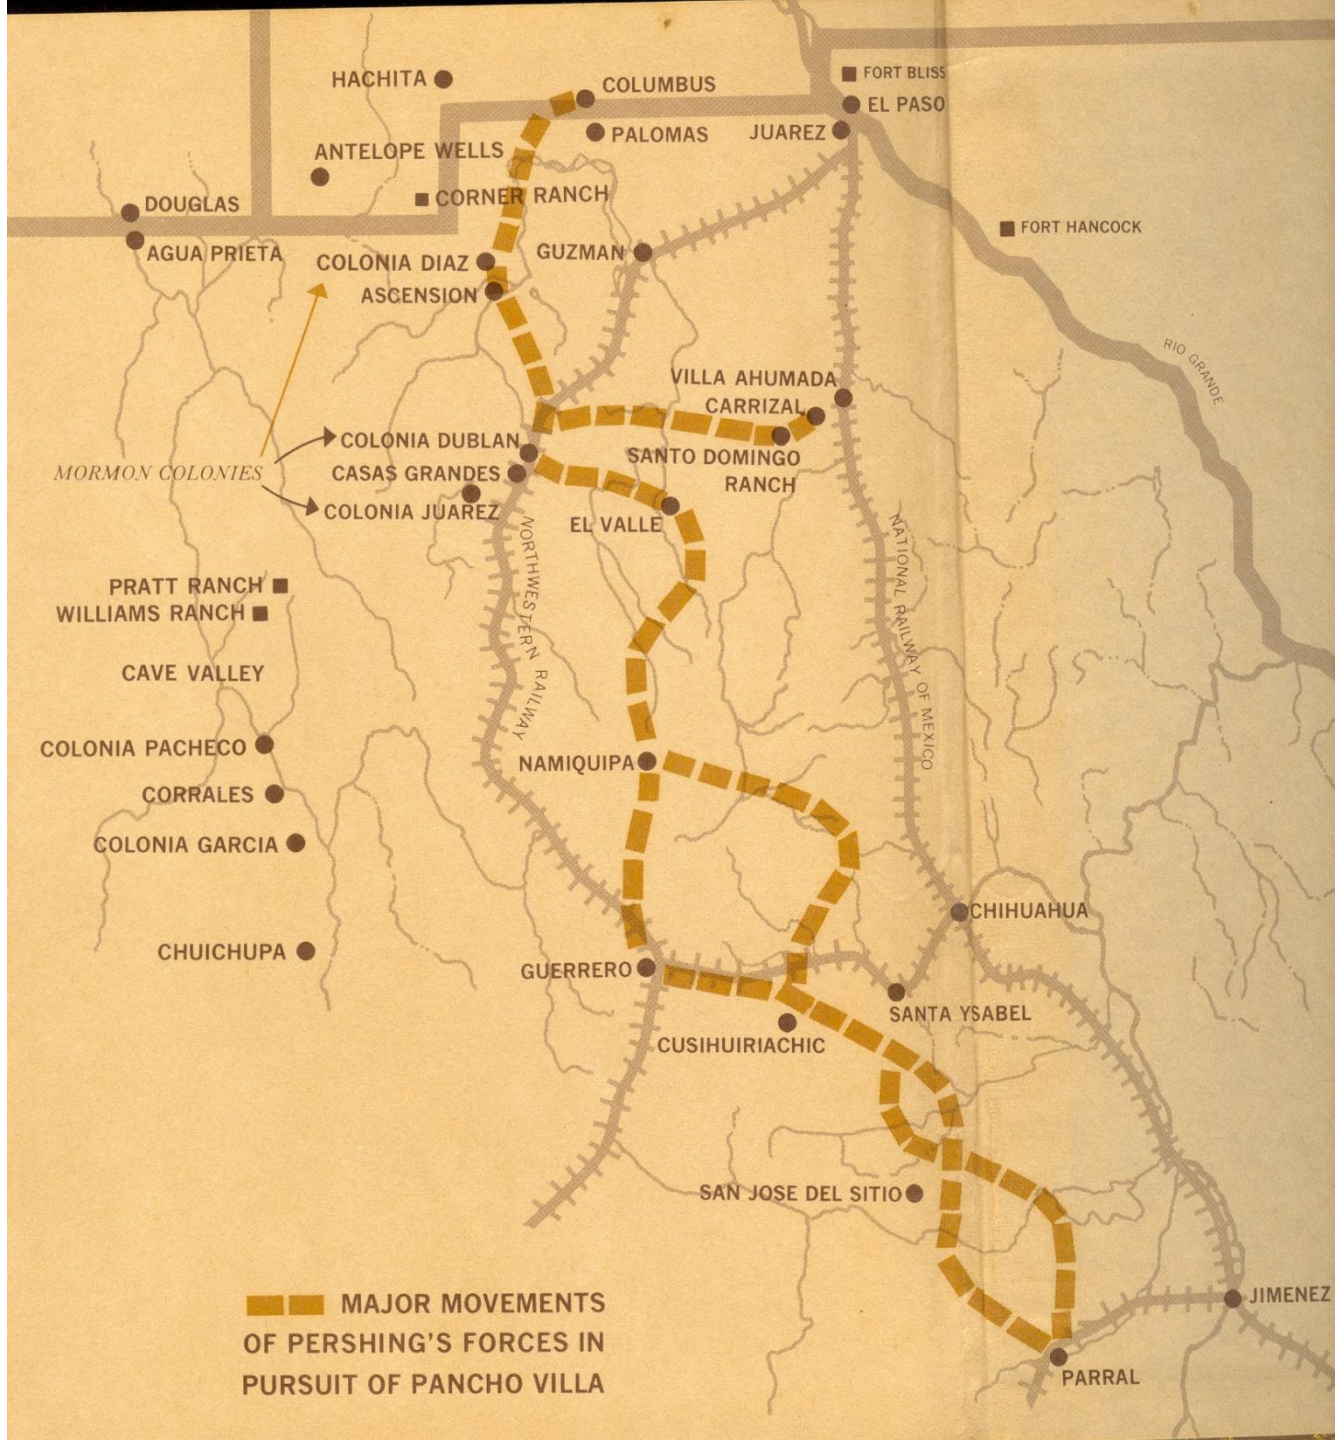 HACHITA
COLUMBUS
FORT BLISS
EL PASO
PALOMAS
JUAREZ
ANTELOPE WELLS
CORNER RANCH
DOUGLAS
FORT HANCOCK
AGUA PRIETA
COLONIA DIAZ
GUZMAN
ASCENSION
RIO GRANDE
VILLA AHUMADA
CARRIZAL
COLONIA DUBLAN
SANTO DOMINGO
RANCH
MORMON COLONIES
CASAS GRANDES
COLONIA JUAREZ
EL VALLE
NORTHWESTERN RAILWAY
NATIONAL RAILWAY OF MEXICO
PRATT RANCH
WILLIAMS RANCH
CAVE VALLEY
COLONIA PACHECO
NAMIQUIPA
CORRALES
COLONIA GARCIA
CHIHUAHUA
CHUICHUPA
GUERRERO
SANTA YSABEL
CUSIHUIRIACHIC
SAN JOSE DEL SITIO
JIMENEZ
MAJOR MOVEMENTS
OF PERSHING'S FORCES IN
PURSUIT OF PANCHO VILLA
PARRAL